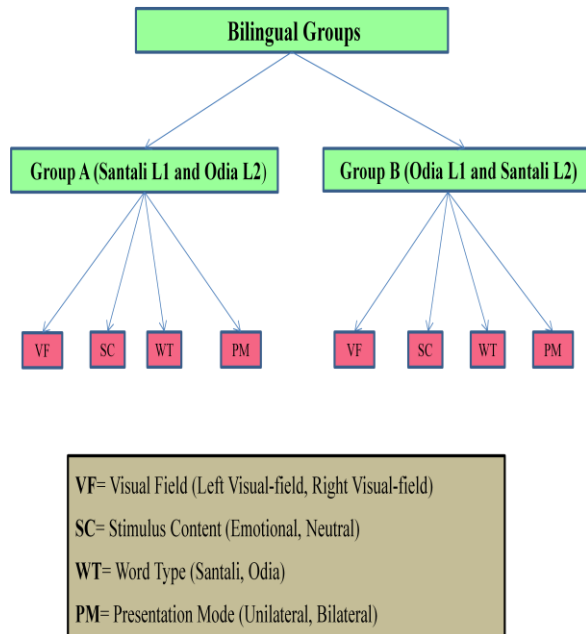 Bilingual Groups
Group A (Santali L1 and Odia L2)
Group B (Odia L1 and Santali L2)
VF SC WT PM
VF SC WT PM
VF= Visual Field (Left Visual-field, Right Visual-field)
SC= Stimulus Content (Emotional, Neutral)
WT= Word Type (Santali, Odia)
PM= Presentation Mode (Unilateral, Bilateral)